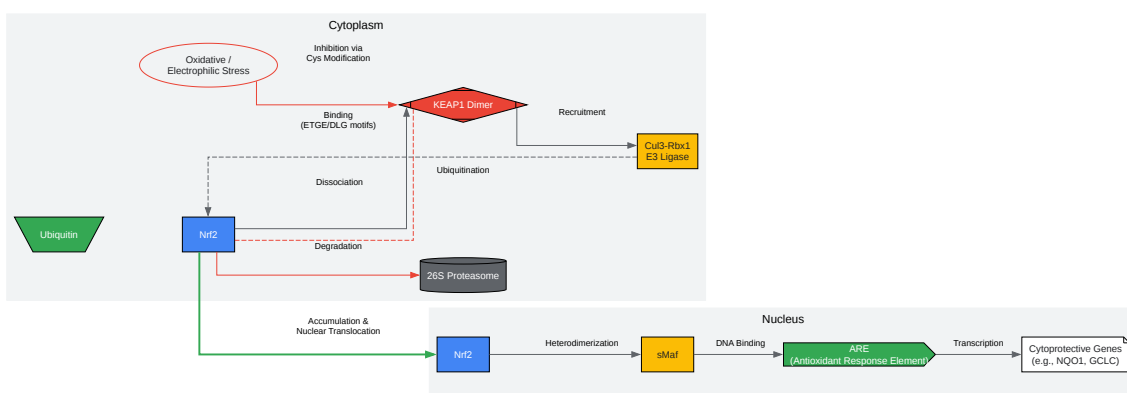 Cytoplasm
Inhibition via
Cys Modification
Oxidative /
Electrophilic Stress
KEAP1 Dimer
Binding
(ETGE/DLG motifs)
Recruitment
Cul3-Rbx1
E3 Ligase
Ubiquitination
Dissociation
Ubiquitin
Nrf2
Degradation
26S Proteasome
Accumulation &
Nuclear Translocation
Nucleus
Nrf2
Heterodimerization
sMaf
DNA Binding
ARE
(Antioxidant Response Element)
Transcription
Cytoprotective Genes
(e.g., NQO1, GCLC)